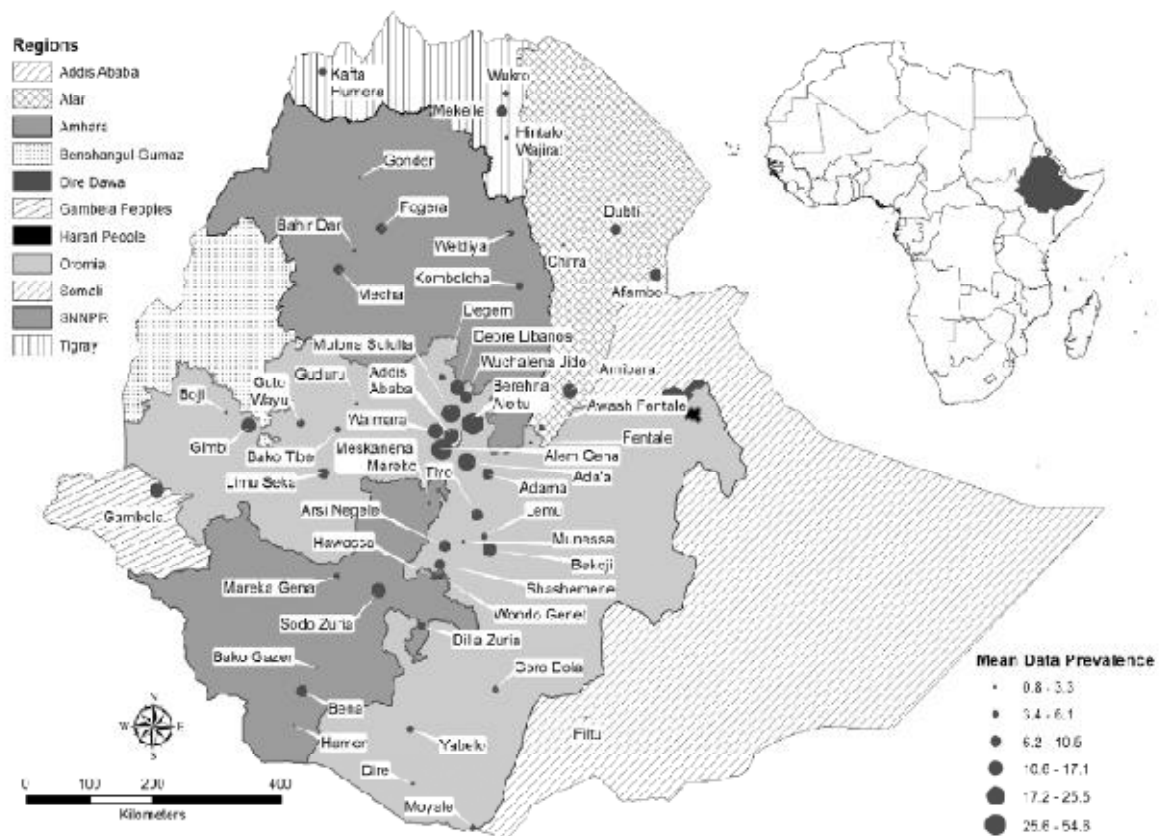 Regions
Addis Ababa
Afar
Amhara
Benshangul-Gumaz
Dire Dawa
Gambela Peoples
Harari People
Oromia
Somali
SNNPR
Tigray
Kafta
Humera
Wukro
Mekelle
Hintalo
Wajirat
Gonder
Fogera
Bahir Dar
Weldiya
Mecha
Kombolcha
Dubti
Chifra
Afambo
Degem
Debre Libanos
Mulona Sululta
Wuchalena Jido
Addis
Ababa
Berehna
Aleltu
Amibara
Guduru
Guto
Wayu
Boji
Gimbi
Walmara
Awash Fentale
Fentale
Bako Tibe
Meskanena
Mareko
Tiyo
Alem Gena
Ada'a
Adama
Limu Seka
Gambela
Arsi Negele
Lemu
Munessa
Hawassa
Bekoji
Shashemene
Mareka Gena
Wondo Genet
Sodo Zuria
Dilla Zuria
Bako Gazer
Goro Dola
Bena
Hamer
Yabelo
Filtu
Dire
Moyale
N
W E
S
0 100 200 400
Kilometers
Mean Data Prevalence
0.8 - 3.3
3.4 - 6.1
6.2 - 10.5
10.6 - 17.1
17.2 - 25.5
25.6 - 54.8